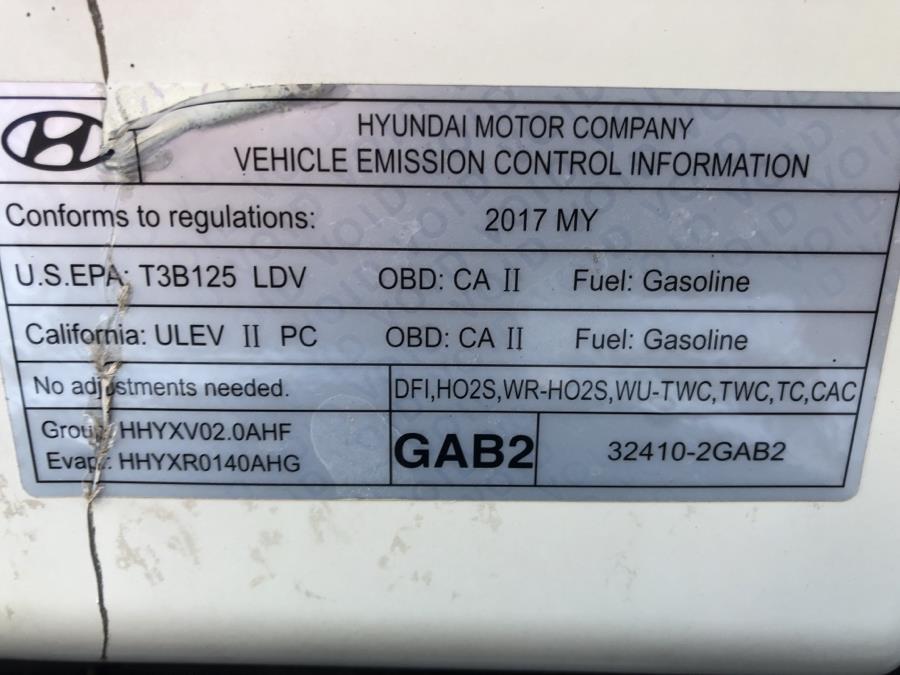 HYUNDAI MOTOR COMPANY
VEHICLE EMISSION CONTROL INFORMATION
Conforms to regulations: 2017 MY
U.S.EPA: T3B125 LDV OBD: CA II Fuel: Gasoline
California: ULEV II PC OBD: CA II Fuel: Gasoline
No adjustments needed. DFI,HO2S,WR-HO2S,WU-TWC,TWC,TC,CAC
Group: HHYXV02.0AHF
Evap.: HHYXR0140AHG
GAB2 32410-2GAB2